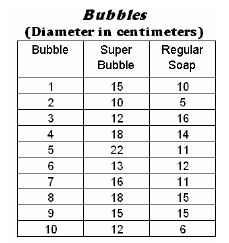 Bubbles
(Diameter in centimeters)
Bubble Super Bubble Regular Soap
1 15 10
2 10 5
3 12 16
4 18 14
5 22 11
6 13 12
7 16 11
8 18 15
9 15 15
10 12 6